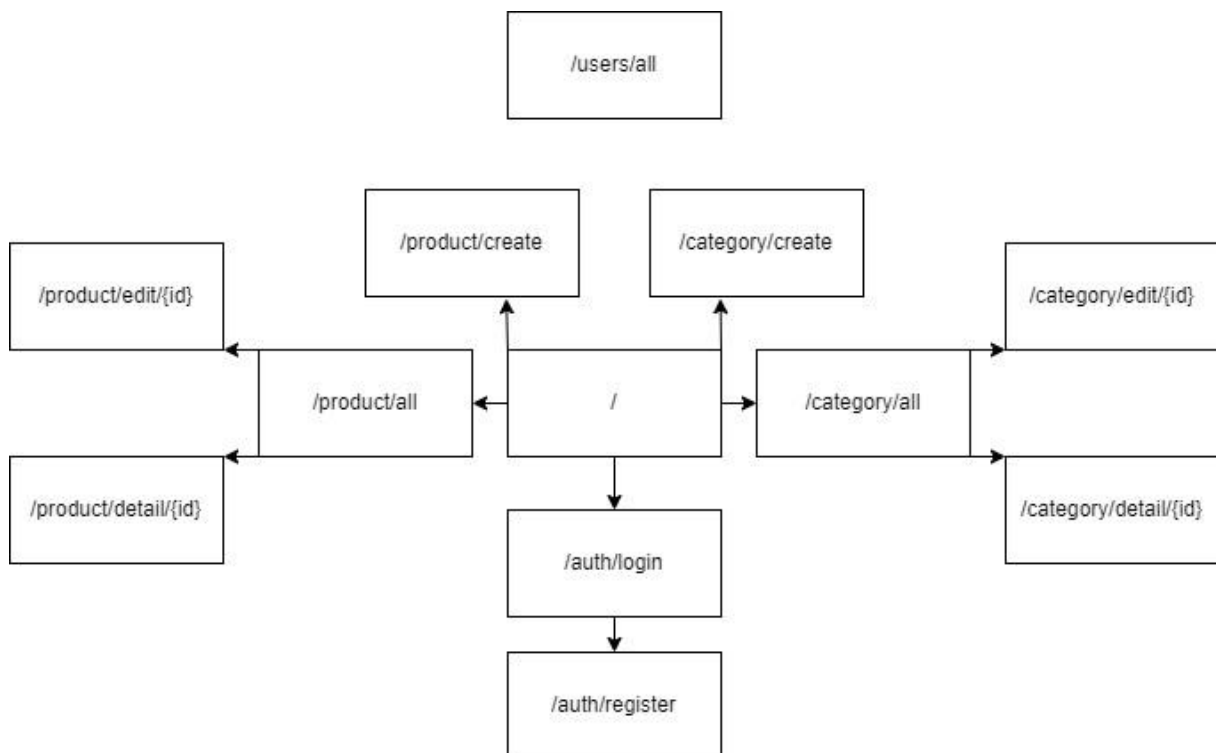 /users/all
/product/create
/category/create
/product/edit/{id}
/category/edit/{id}
/product/all
/
/category/all
/product/detail/{id}
/category/detail/{id}
/auth/login
/auth/register